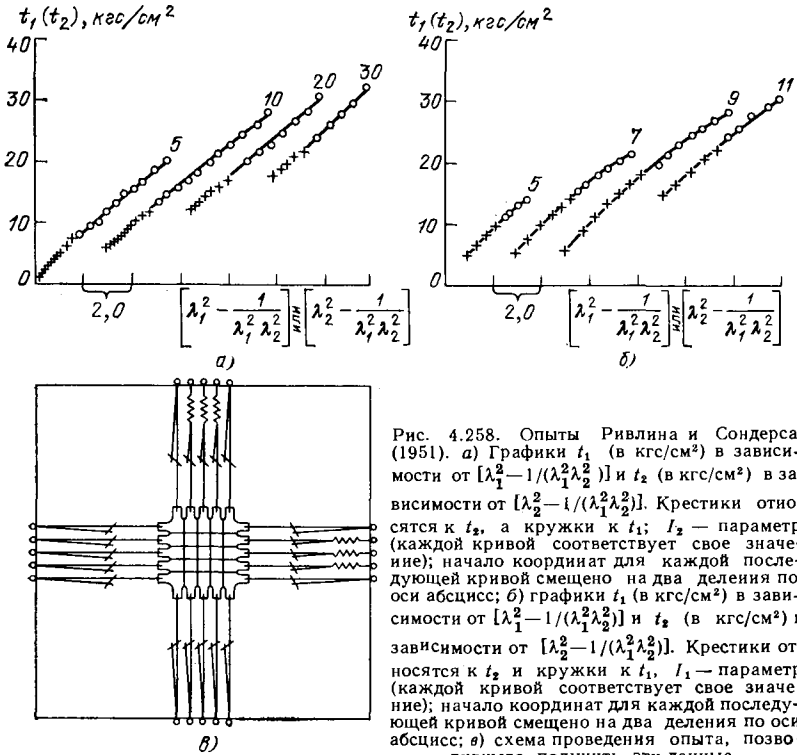 t₁(t₂), кгс/см²
40
30
20
10
0
5
10
20
30
2,0
[λ₁² − 1/(λ₁²λ₂²)] или [λ₂² − 1/(λ₁²λ₂²)]
а)
t₁(t₂), кгс/см²
40
30
20
10
0
5
7
9
11
2,0
[λ₁² − 1/(λ₁²λ₂²)] или [λ₂² − 1/(λ₁²λ₂²)]
б)
в)
Рис. 4.258. Опыты Ривлина и Сондерса
(1951). а) Графики t₁ (в кгс/см²) в зависи-
мости от [λ₁²—1/(λ₁²λ₂²)] и t₂ (в кгс/см²) в за
висимости от [λ₂²—1/(λ₁²λ₂²)]. Крестики отно
сятся к t₂, а кружки к t₁; I₂ — параметр
(каждой кривой соответствует свое значе-
ние); начало координат для каждой после-
дующей кривой смещено на два деления по
оси абсцисс; б) графики t₁ (в кгс/см²) в зави-
симости от [λ₁²—1/(λ₁²λ₂²)] и t₂ (в кгс/см²)
зависимости от [λ₂²—1/(λ₁²λ₂²)]. Крестики от
носятся к t₂ и кружки к t₁, I₁ — параметр
(каждой кривой соответствует свое значе
ние); начало координат для каждой последу-
ющей кривой смещено на два деления по оси
абсцисс; в) схема проведения опыта, позво
получить эти данные